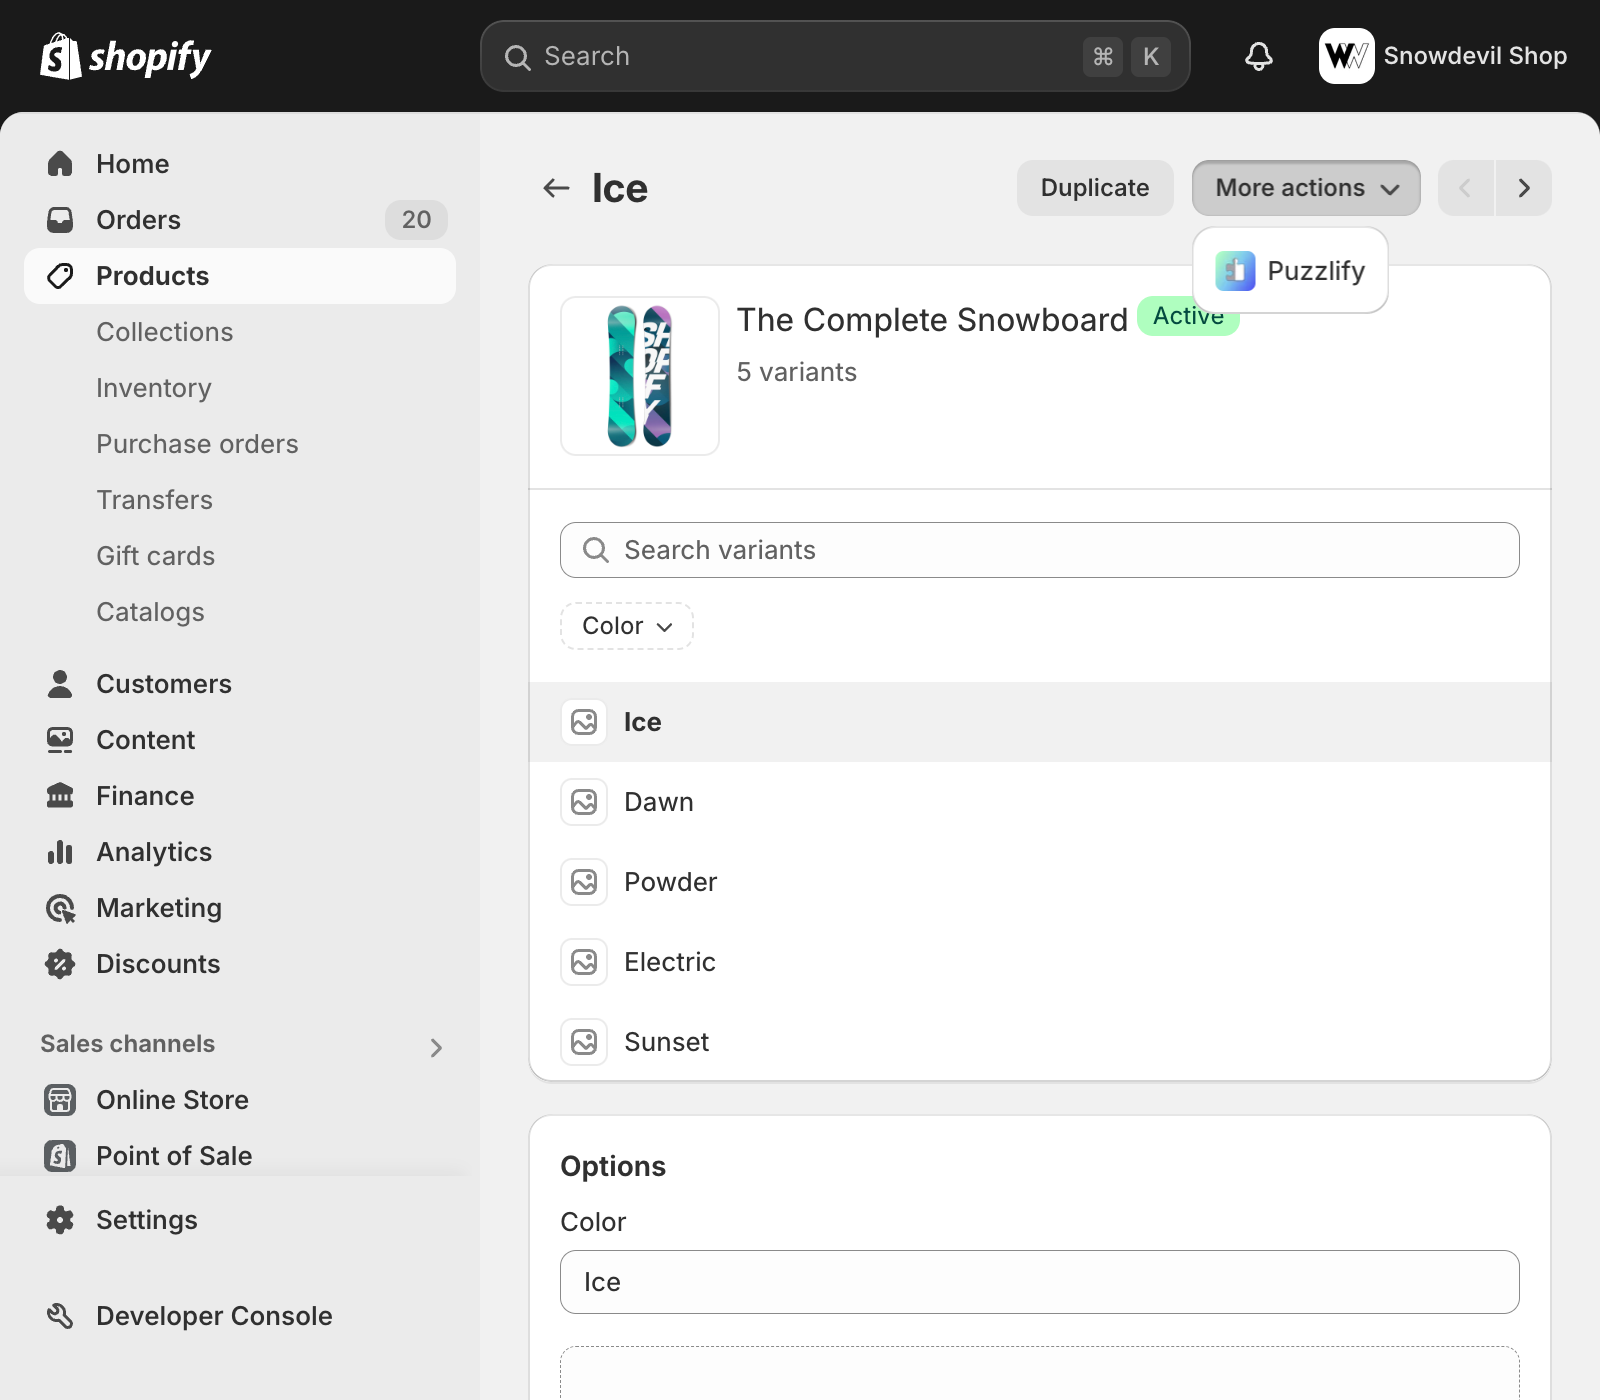 shopify
Search
⌘ K
Snowdevil Shop
Home
Orders
20
Products
Collections
Inventory
Purchase orders
Transfers
Gift cards
Catalogs
Customers
Content
Finance
Analytics
Marketing
Discounts
Sales channels
Online Store
Point of Sale
Settings
Developer Console
Ice
Duplicate
More actions
Puzzlify
The Complete Snowboard
Active
5 variants
Search variants
Color
Ice
Dawn
Powder
Electric
Sunset
Options
Color
Ice